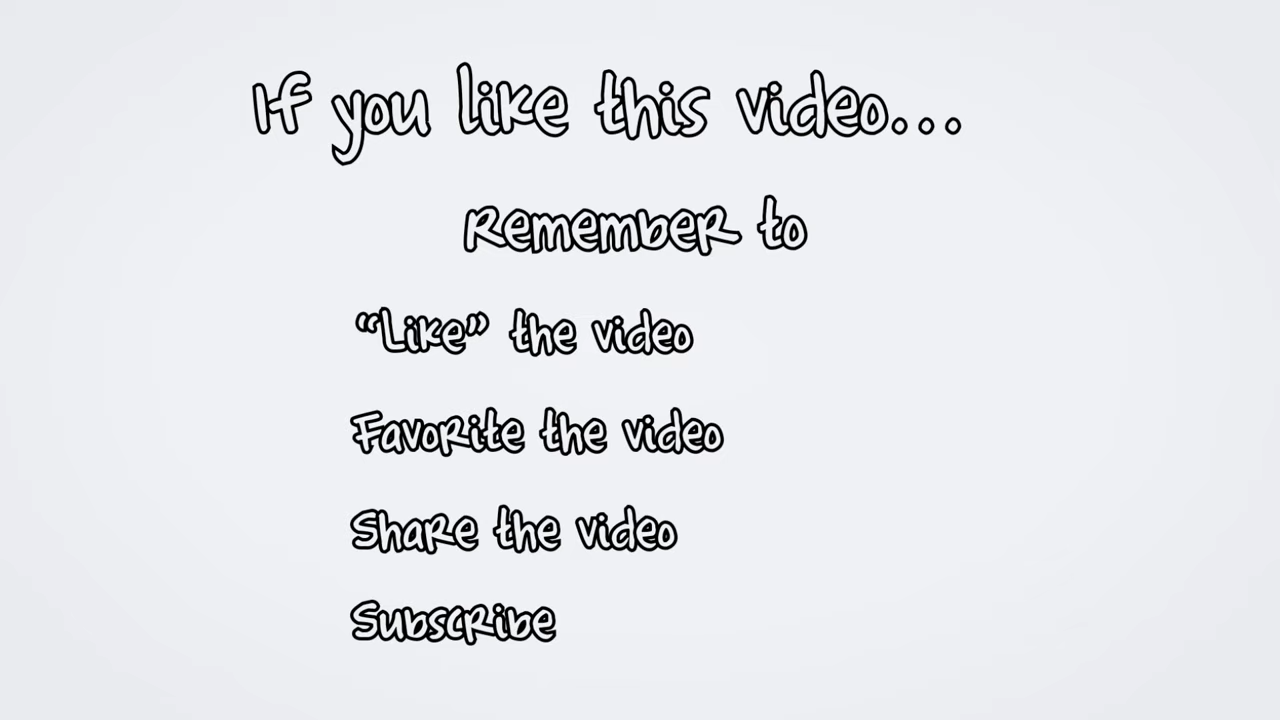 If you like this video...
Remember to
“Like” the video
Favorite the video
Share the video
Subscribe